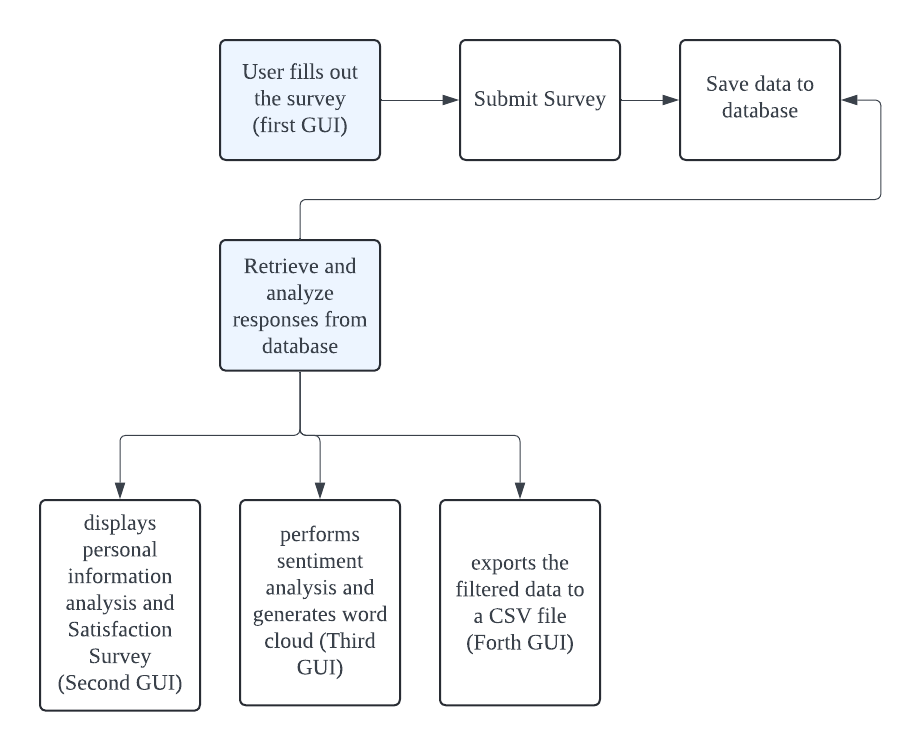 User fills out
the survey
(first GUI)
Submit Survey
Save data to
database
Retrieve and
analyze
responses from
database
displays
personal
information
analysis and
Satisfaction
Survey
(Second GUI)
performs
sentiment
analysis and
generates word
cloud (Third
GUI)
exports the
filtered data to
a CSV file
(Forth GUI)